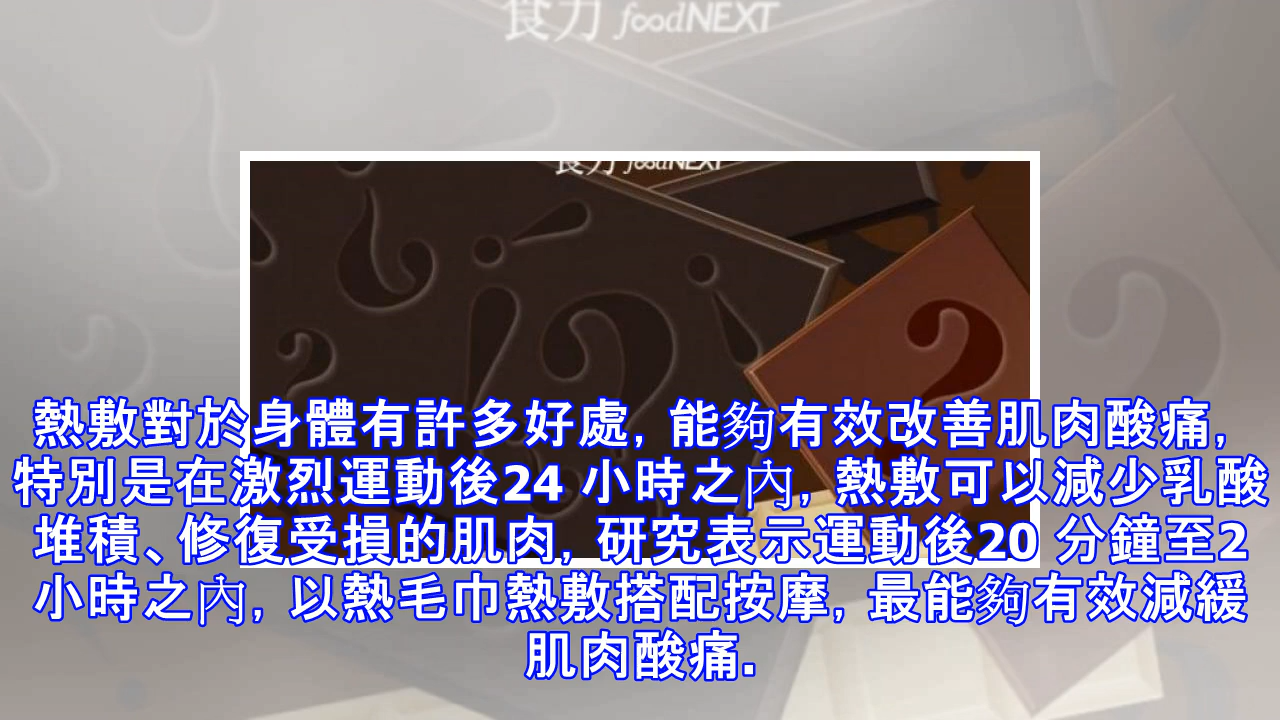 食力 foodNEXT
食力 foodNEXT
熱敷對於身體有許多好處, 能夠有效改善肌肉酸痛,
特別是在激烈運動後24 小時之內, 熱敷可以減少乳酸
堆積、修復受損的肌肉, 研究表示運動後20 分鐘至2
小時之內, 以熱毛巾熱敷搭配按摩, 最能夠有效減緩
肌肉酸痛.